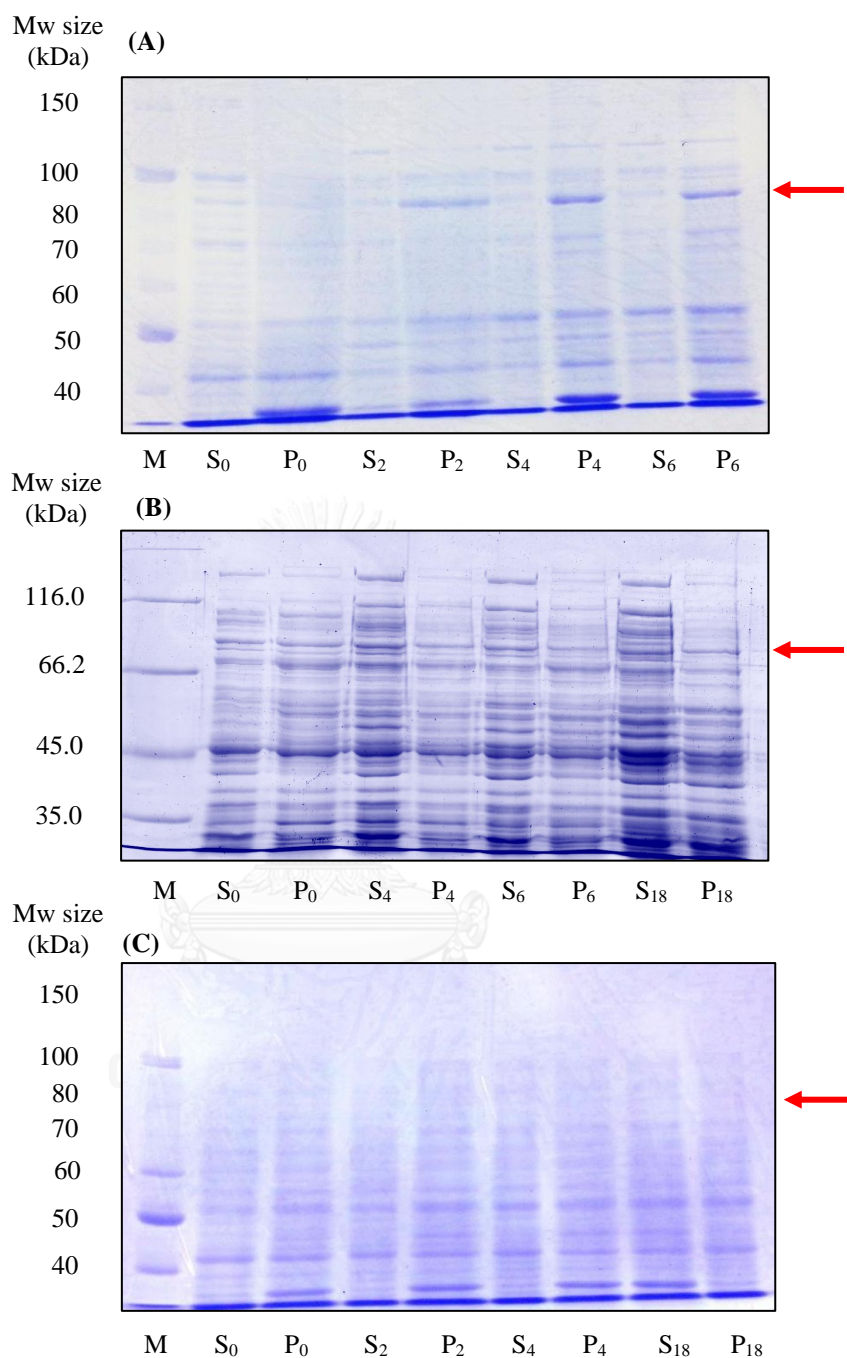 Mw size
(kDa)
(A)
150
100
80
70
60
50
40
M S₀ P₀ S₂ P₂ S₄ P₄ S₆ P₆
Mw size
(kDa)
(B)
116.0
66.2
45.0
35.0
M S₀ P₀ S₄ P₄ S₆ P₆ S₁₈ P₁₈
Mw size
(kDa)
(C)
150
100
80
70
60
50
40
M S₀ P₀ S₂ P₂ S₄ P₄ S₁₈ P₁₈